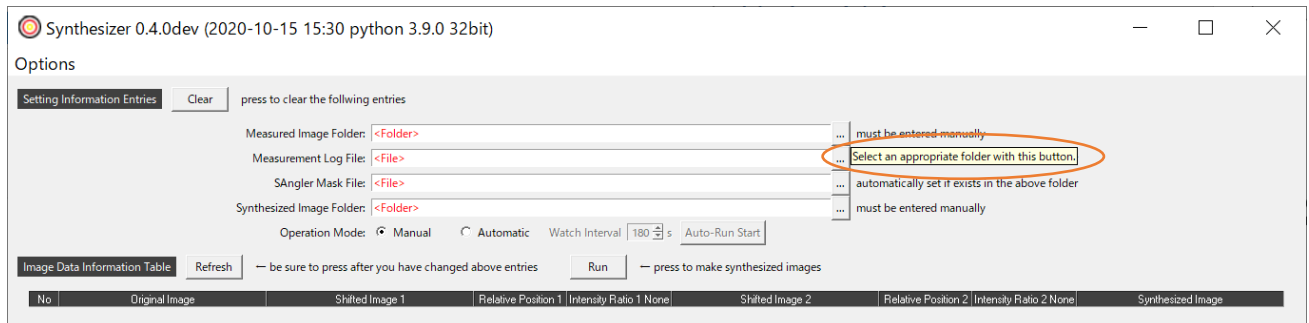 Synthesizer 0.4.0dev (2020-10-15 15:30 python 3.9.0 32bit)
Options
Setting Information Entries Clear press to clear the follwing entries
Measured Image Folder: <Folder> ... must be entered manually
Measurement Log File: <File> ... Select an appropriate folder with this button.
SAngler Mask File: <File> ... automatically set if exists in the above folder
Synthesized Image Folder: <Folder> ... must be entered manually
Operation Mode: Manual Automatic Watch Interval 180 s Auto-Run Start
Image Data Information Table Refresh ← be sure to press after you have changed above entries Run ← press to make synthesized images
No Original Image Shifted Image 1 Relative Position 1 Intensity Ratio 1 None Shifted Image 2 Relative Position 2 Intensity Ratio 2 None Synthesized Image